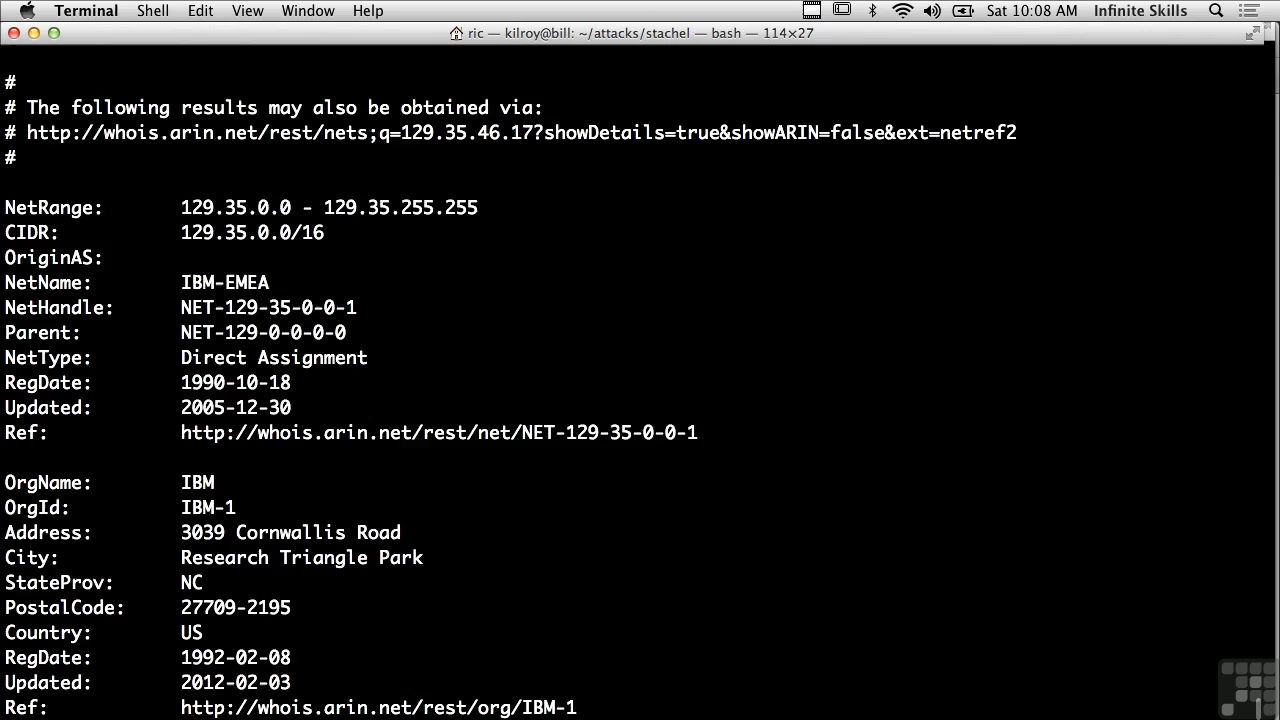 Terminal Shell Edit View Window Help Sat 10:08 AM Infinite Skills
ric — kilroy@bill: ~/attacks/stachel — bash — 114×27
#
# The following results may also be obtained via:
# http://whois.arin.net/rest/nets;q=129.35.46.17?showDetails=true&showARIN=false&ext=netref2
#
NetRange: 129.35.0.0 - 129.35.255.255
CIDR: 129.35.0.0/16
OriginAS:
NetName: IBM-EMEA
NetHandle: NET-129-35-0-0-1
Parent: NET-129-0-0-0-0
NetType: Direct Assignment
RegDate: 1990-10-18
Updated: 2005-12-30
Ref: http://whois.arin.net/rest/net/NET-129-35-0-0-1
OrgName: IBM
OrgId: IBM-1
Address: 3039 Cornwallis Road
City: Research Triangle Park
StateProv: NC
PostalCode: 27709-2195
Country: US
RegDate: 1992-02-08
Updated: 2012-02-03
Ref: http://whois.arin.net/rest/org/IBM-1